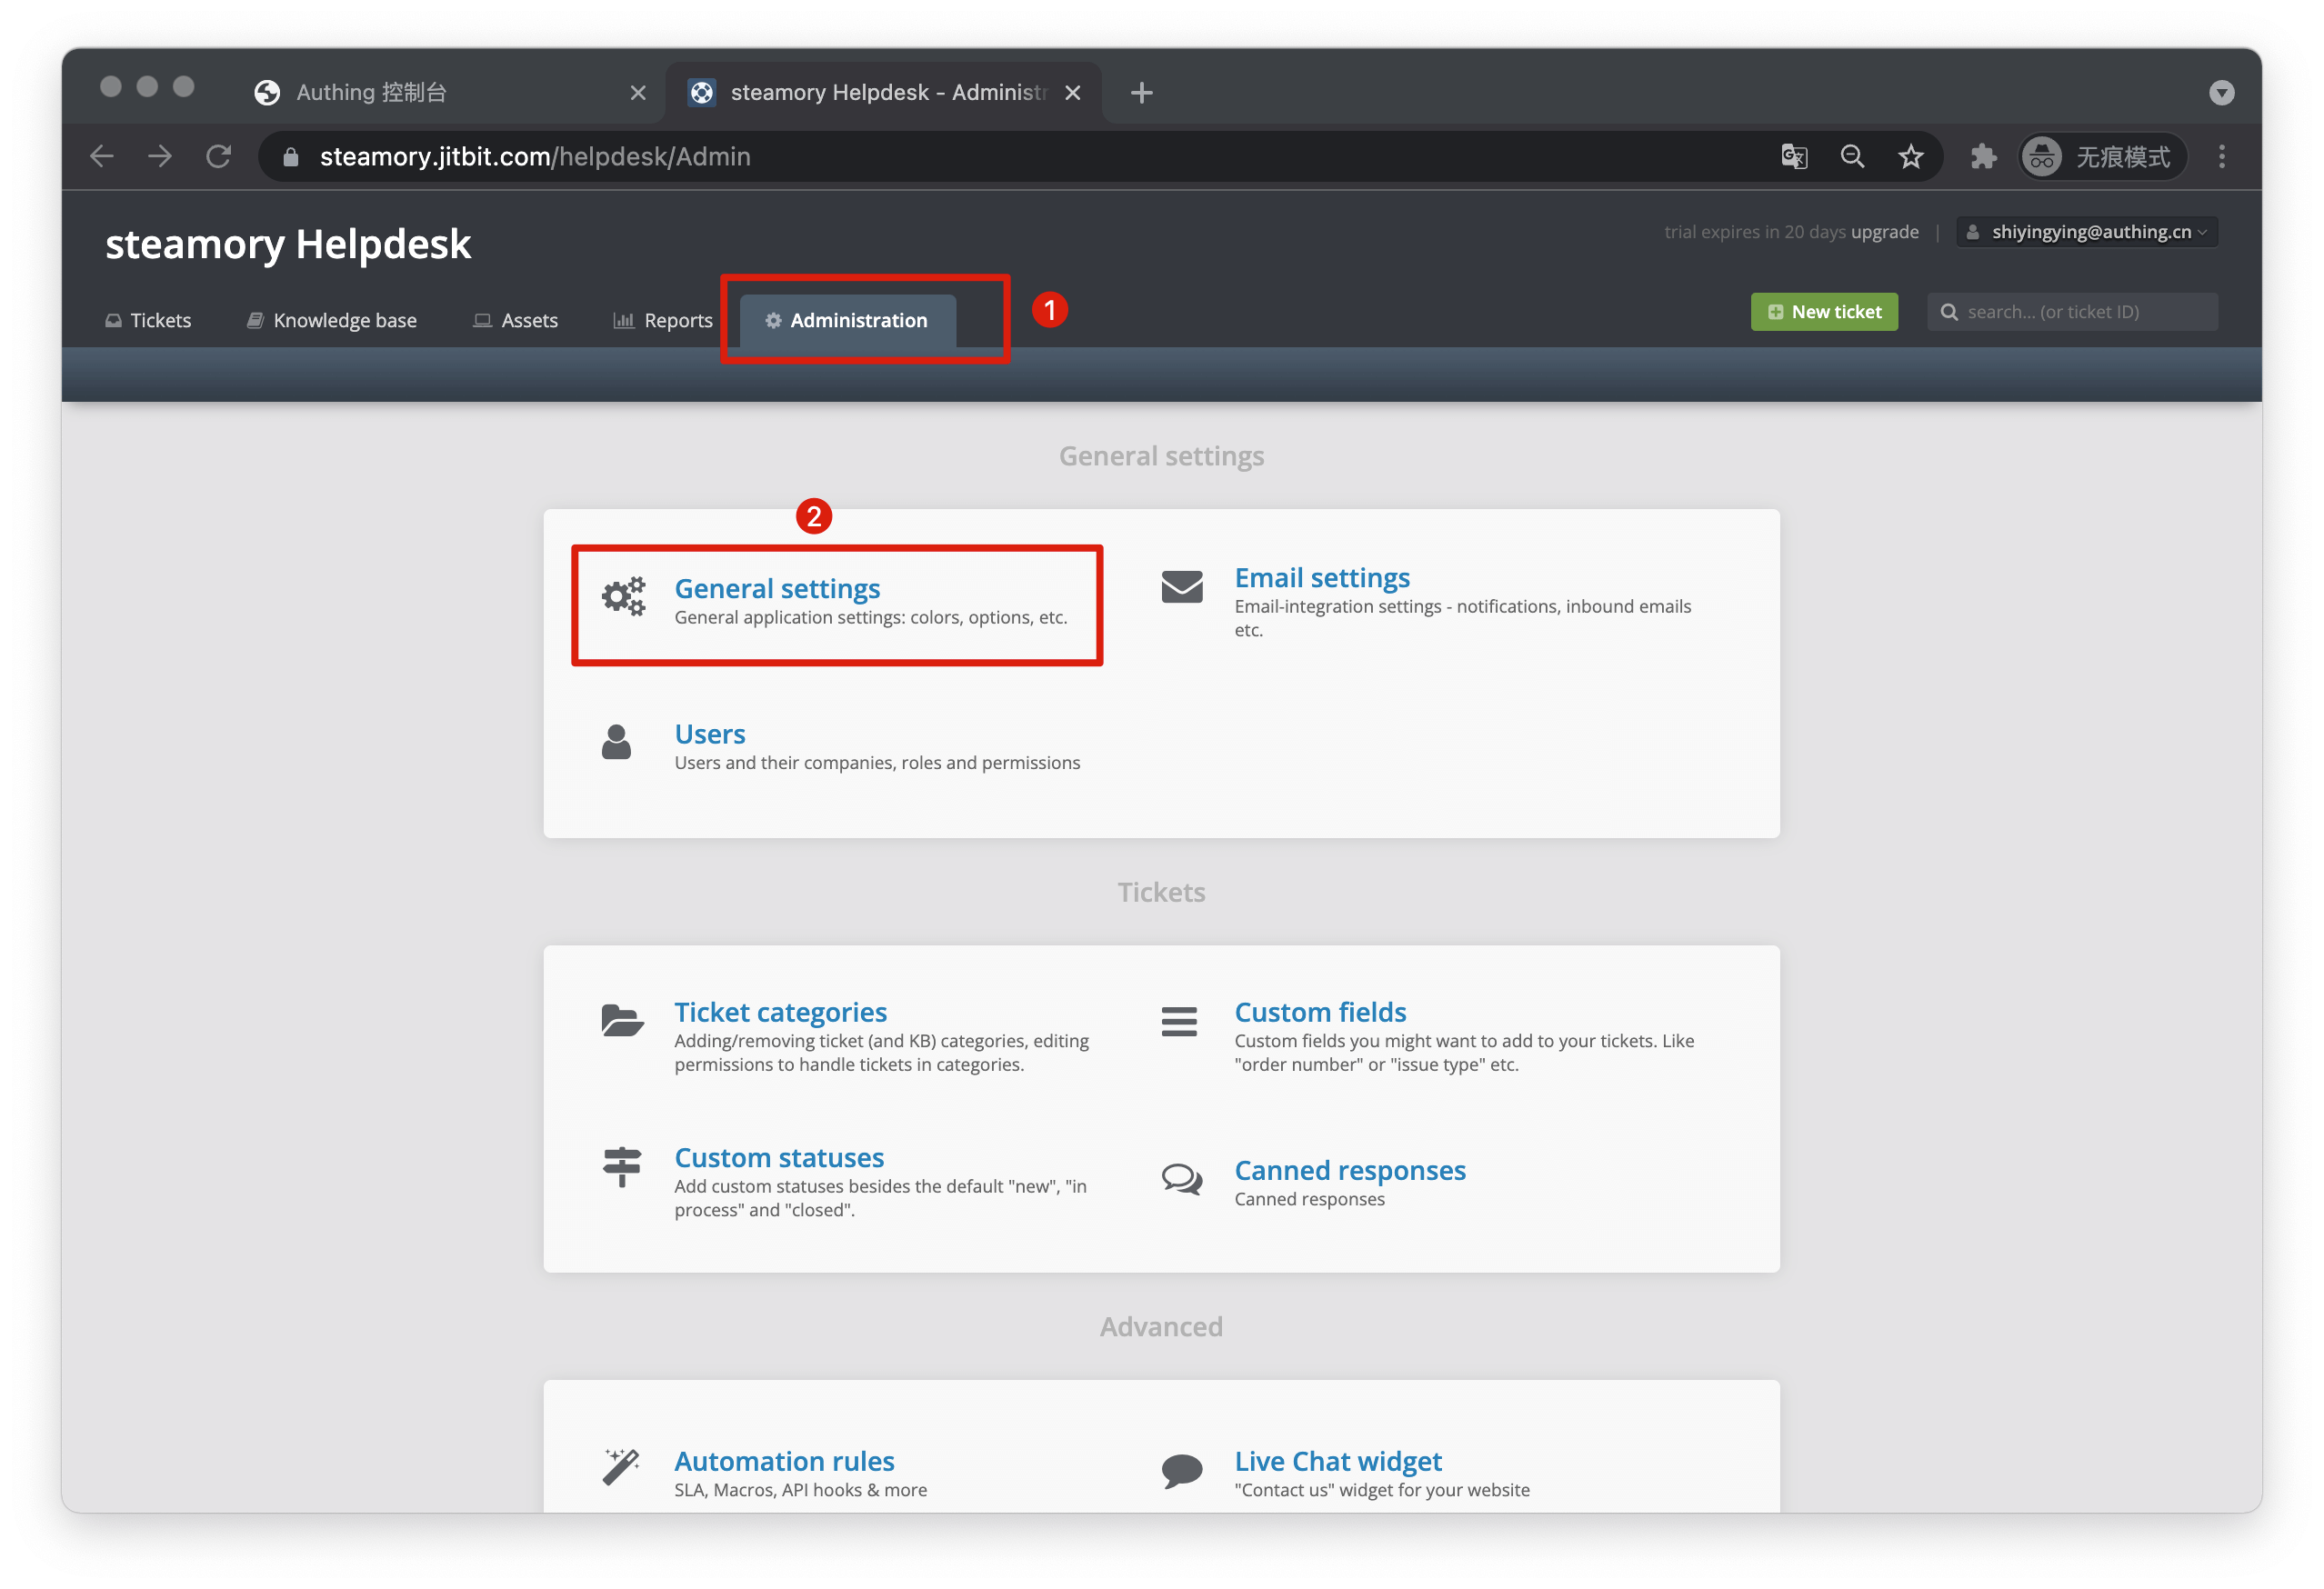 Authing 控制台
steamory Helpdesk - Administr
steamory.jitbit.com/helpdesk/Admin
无痕模式
steamory Helpdesk
trial expires in 20 days upgrade | shiyingying@authing.cn
Tickets
Knowledge base
Assets
Reports
Administration
1
New ticket
search... (or ticket ID)
General settings
2
General settings
General application settings: colors, options, etc.
Email settings
Email-integration settings - notifications, inbound emails
etc.
Users
Users and their companies, roles and permissions
Tickets
Ticket categories
Adding/removing ticket (and KB) categories, editing
permissions to handle tickets in categories.
Custom fields
Custom fields you might want to add to your tickets. Like
"order number" or "issue type" etc.
Custom statuses
Add custom statuses besides the default "new", "in
process" and "closed".
Canned responses
Canned responses
Advanced
Automation rules
SLA, Macros, API hooks & more
Live Chat widget
"Contact us" widget for your website